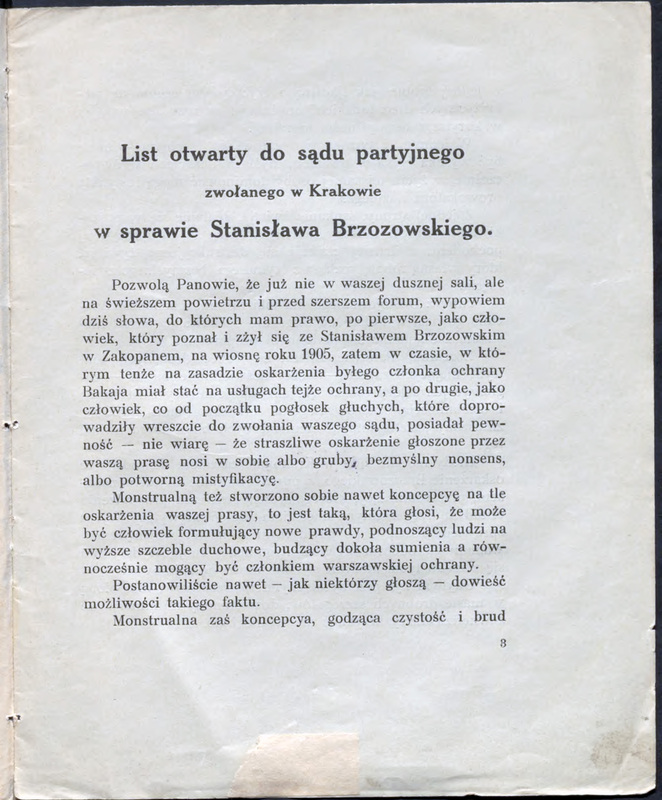 List otwarty do sądu partyjnego
zwołanego w Krakowie
w sprawie Stanisława Brzozowskiego.
Pozwolą Panowie, że już nie w waszej dusznej sali, ale
na świeższem powietrzu i przed szerszem forum, wypowiem
dziś słowa, do których mam prawo, po pierwsze, jako czło-
wiek, który poznał i zżył się ze Stanisławem Brzozowskim
w Zakopanem, na wiosnę roku 1905, zatem w czasie, w któ-
rym tenże na zasadzie oskarżenia byłego członka ochrany
Bakaja miał stać na usługach tejże ochrany, a po drugie, jako
człowiek, co od początku pogłosek głuchych, które dopro-
wadziły wreszcie do zwołania waszego sądu, posiadał pew-
ność — nie wiarę — że straszliwe oskarżenie głoszone przez
waszą prasę nosi w sobie albo gruby, bezmyślny nonsens,
albo potworną mistyfikacyę.
Monstrualną też stworzono sobie nawet koncepcyę na tle
oskarżenia waszej prasy, to jest taką, która głosi, że może
być człowiek formułujący nowe prawdy, podnoszący ludzi na
wyższe szczeble duchowe, budzący dokoła sumienia a rów-
nocześnie mogący być członkiem warszawskiej ochrany.
Postanowiliście nawet — jak niektórzy głoszą — dowieść
możliwości takiego faktu.
Monstrualna zaś koncepcya, godząca czystość i brud
3